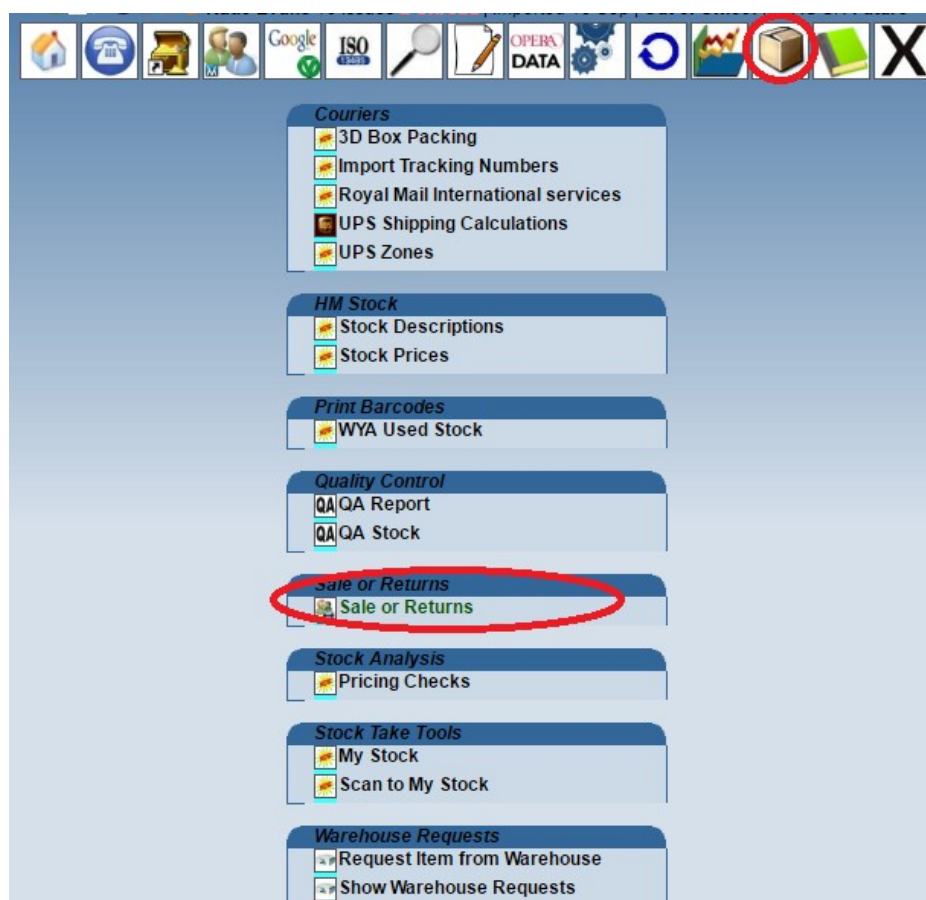 Google ISO OPERA
13485 DATA
M
Couriers
3D Box Packing
Import Tracking Numbers
Royal Mail International services
UPS Shipping Calculations
UPS Zones
HM Stock
Stock Descriptions
Stock Prices
Print Barcodes
WYA Used Stock
Quality Control
QA QA Report
QA QA Stock
Sale or Returns
Sale or Returns
Stock Analysis
Pricing Checks
Stock Take Tools
My Stock
Scan to My Stock
Warehouse Requests
Request Item from Warehouse
Show Warehouse Requests